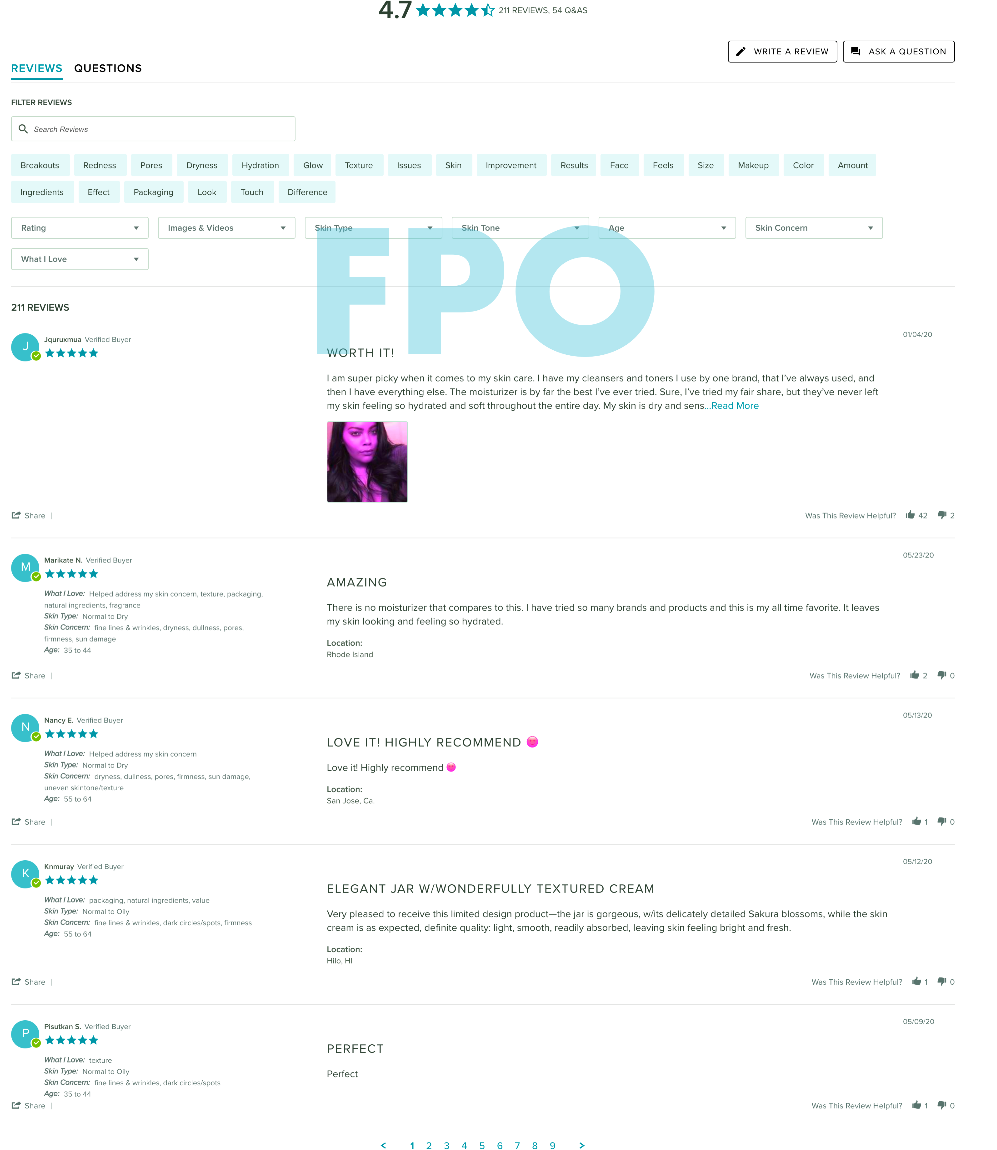 4.7 211 REVIEWS, 54 Q&AS
WRITE A REVIEW ASK A QUESTION
REVIEWS QUESTIONS
FILTER REVIEWS
Search Reviews
Breakouts Redness Pores Dryness Hydration Glow Texture Issues Skin Improvement Results Face Feels Size Makeup Color Amount
Ingredients Effect Packaging Look Touch Difference
Rating Images & Videos Skin Type Skin Tone Age Skin Concern
What I Love
FPO
211 REVIEWS
J
Jquruxmua Verified Buyer
01/04/20
WORTH IT!
I am super picky when it comes to my skin care. I have my cleansers and toners I use by one brand, that I've always used, and
then I have everything else. The moisturizer is by far the best I've ever tried. Sure, I've tried my fair share, but they've never left
my skin feeling so hydrated and soft throughout the entire day. My skin is dry and sens...Read More
Share | Was This Review Helpful? 42 2
M
Marikate N. Verified Buyer
05/23/20
What I Love: Helped address my skin concern, texture, packaging,
natural ingredients, fragrance
Skin Type: Normal to Dry
Skin Concern: fine lines & wrinkles, dryness, dullness, pores,
firmness, sun damage
Age: 35 to 44
AMAZING
There is no moisturizer that compares to this. I have tried so many brands and products and this is my all time favorite. It leaves
my skin looking and feeling so hydrated.
Location:
Rhode Island
Share | Was This Review Helpful? 2 0
N
Nancy E. Verified Buyer
05/13/20
What I Love: Helped address my skin concern
Skin Type: Normal to Dry
Skin Concern: dryness, dullness, pores, firmness, sun damage,
uneven skintone/texture
Age: 55 to 64
LOVE IT! HIGHLY RECOMMEND
Love it! Highly recommend
Location:
San Jose, Ca
Share | Was This Review Helpful? 1 0
K
Knmuray Verified Buyer
05/12/20
What I Love: packaging, natural ingredients, value
Skin Type: Normal to Oily
Skin Concern: fine lines & wrinkles, dark circles/spots, firmness
Age: 55 to 64
ELEGANT JAR W/WONDERFULLY TEXTURED CREAM
Very pleased to receive this limited design product—the jar is gorgeous, w/its delicately detailed Sakura blossoms, while the skin
cream is as expected, definite quality: light, smooth, readily absorbed, leaving skin feeling bright and fresh.
Location:
Hilo, HI
Share | Was This Review Helpful? 1 0
P
Pisutkan S. Verified Buyer
05/09/20
What I Love: texture
Skin Type: Normal to Oily
Skin Concern: fine lines & wrinkles, dark circles/spots
Age: 35 to 44
PERFECT
Perfect
Share | Was This Review Helpful? 1 0
< 1 2 3 4 5 6 7 8 9 >